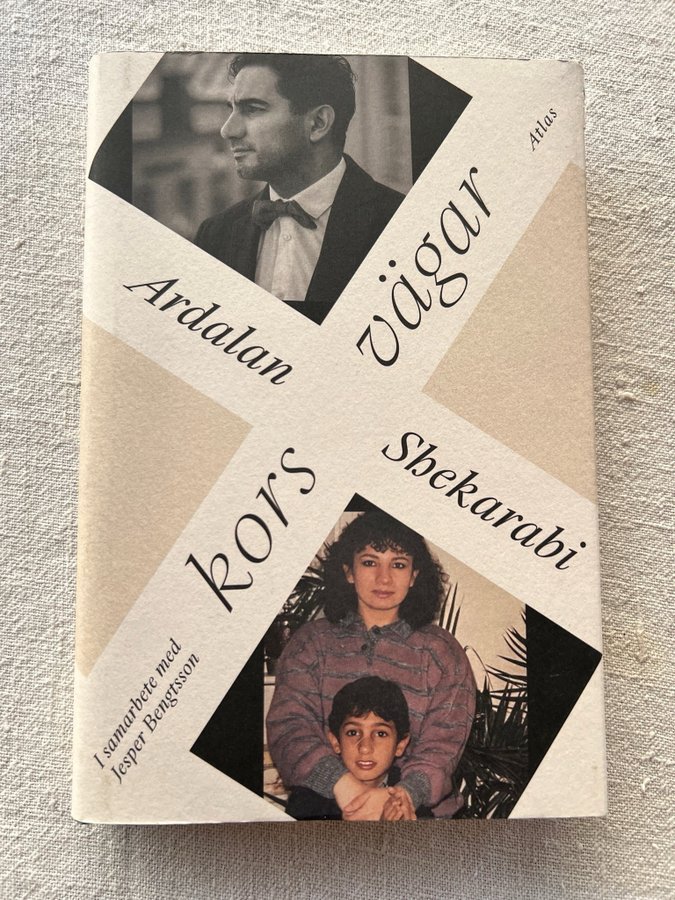 Atlas
Ardalan
Shekarabi
kors
vägar
I samarbete med
Jesper Bengtsson